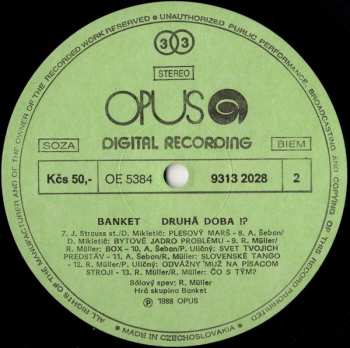 ALL RIGHTS OF THE MANUFACTURER AND OF THE OWNER OF THE RECORDED WORK RESERVED • UNAUTHORIZED PUBLIC PERFORMANCE, BROADCASTING AND COPYING OF THIS RECORD PROHIBITED
33
STEREO
OPUS
SOZA
DIGITAL RECORDING
BIEM
Kčs 50,-
OE 5384
9313 2028
2
BANKET DRUHÁ DOBA !?
7. J. Strauss st./D. Mikletič: PLESOVÝ MARŠ - 8. A. Šeban/
D. Mikletič: BYTOVÉ JADRO PROBLÉMU - 9. R. Müller/
R. Müller: BOX - 10. A. Šeban/P. Uličný: SVET TVOJICH
PREDSTÁV - 11. A. Šeban/R. Müller: SLOVENSKÉ TANGO
- 12. R. Müller/P. Uličný: ODVÁŽNY MUŽ NA PÍSACOM
STROJI - 13. R. Müller/R. Müller: ČO S TÝM?
Sólový spev: R. Müller
Hrá skupina Banket
Ⓟ 1988 OPUS
MADE IN CZECHOSLOVAKIA